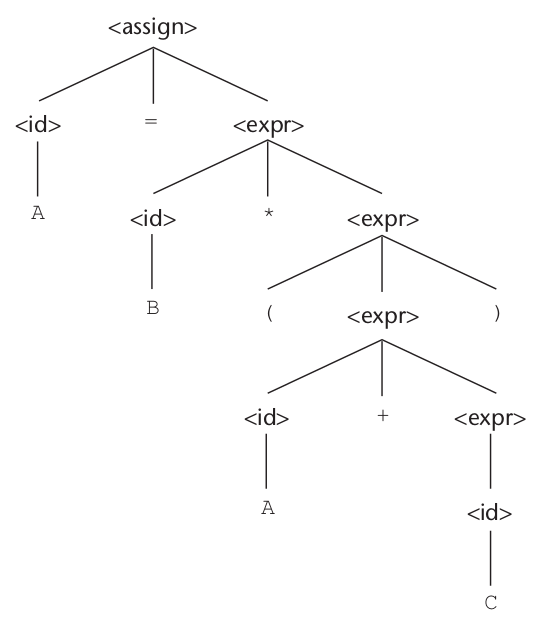 <assign>
<id> = <expr>
A <id> * <expr>
B ( <expr> )
<id> + <expr>
A <id>
C